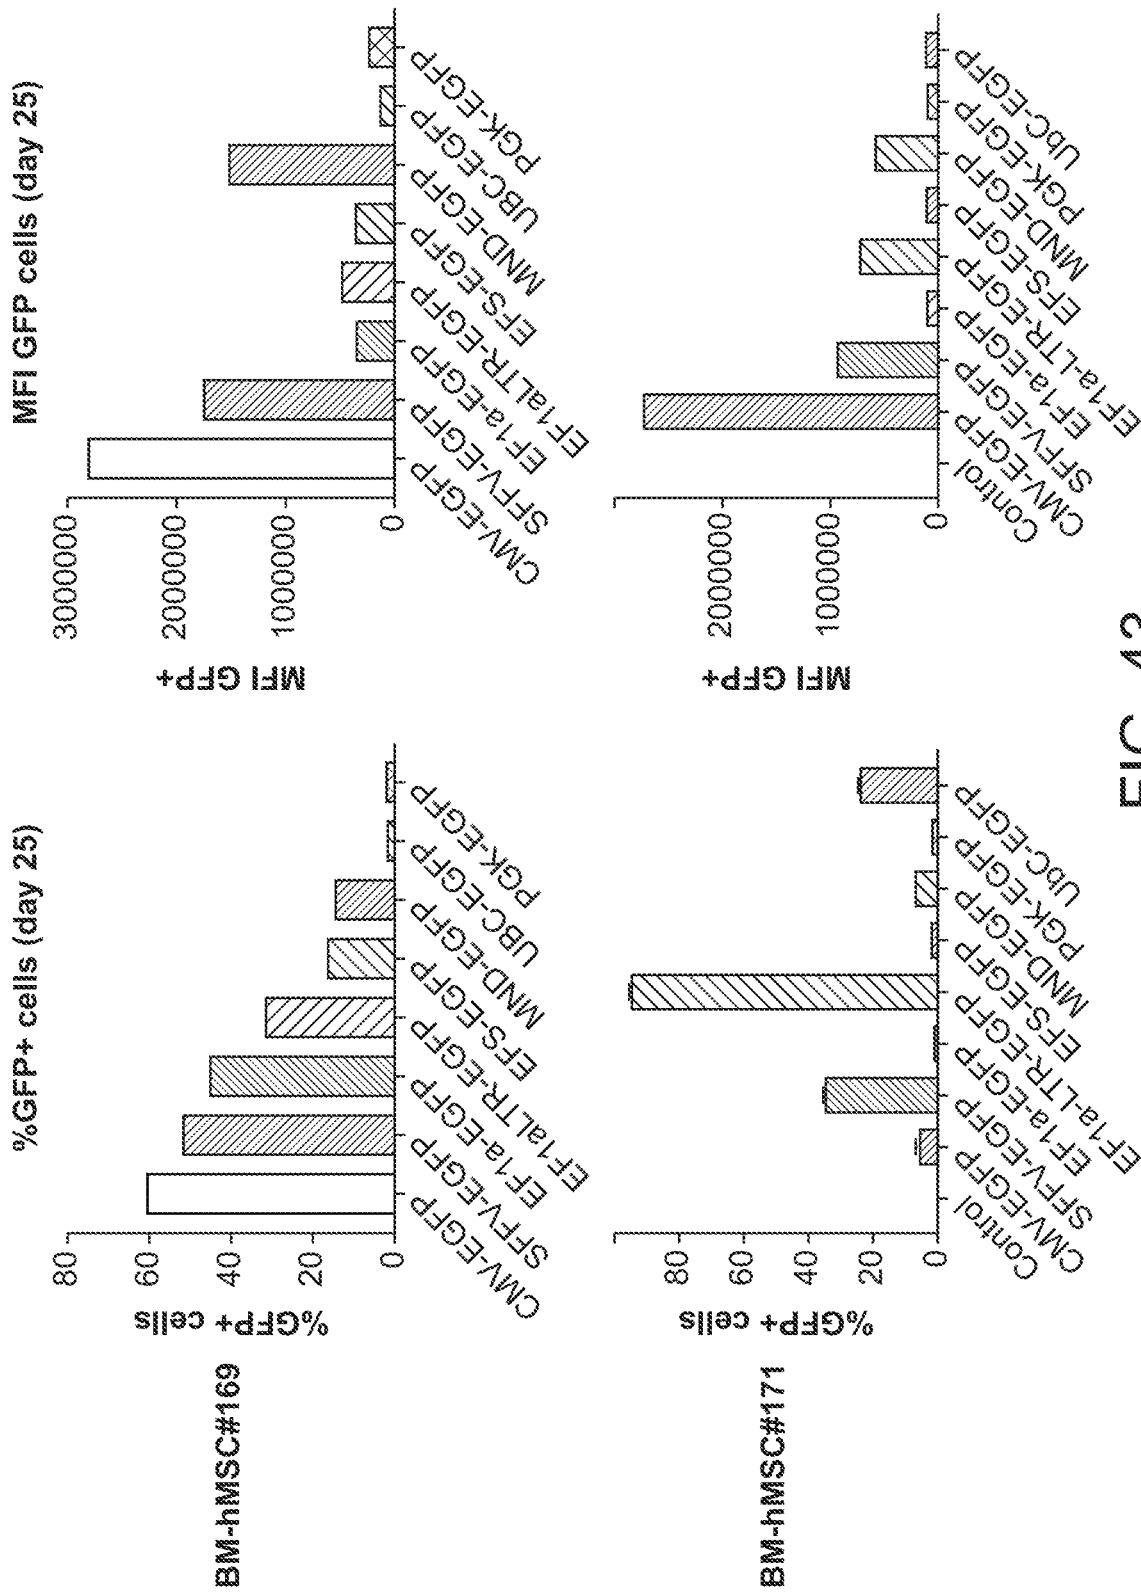 %GFP+ cells (day 25)
BM-hMSC#169
%GFP+ cells
80
60
40
20
0
CMV-EGFP
SFFV-EGFP
EF1a-EGFP
EF1aLTR-EGFP
EFS-EGFP
MND-EGFP
UBC-EGFP
PGK-EGFP
MFI GFP cells (day 25)
MFI GFP+
3000000
2000000
1000000
0
CMV-EGFP
SFFV-EGFP
EF1a-EGFP
EF1aLTR-EGFP
EFS-EGFP
MND-EGFP
UBC-EGFP
PGK-EGFP
BM-hMSC#171
%GFP+ cells
80
60
40
20
0
Control
CMV-EGFP
SFFV-EGFP
EF1a-EGFP
EF1a-LTR-EGFP
EFS-EGFP
MND-EGFP
PGK-EGFP
UbC-EGFP
MFI GFP+
2000000
1000000
0
Control
CMV-EGFP
SFFV-EGFP
EF1a-EGFP
EF1a-LTR-EGFP
EFS-EGFP
MND-EGFP
PGK-EGFP
UbC-EGFP